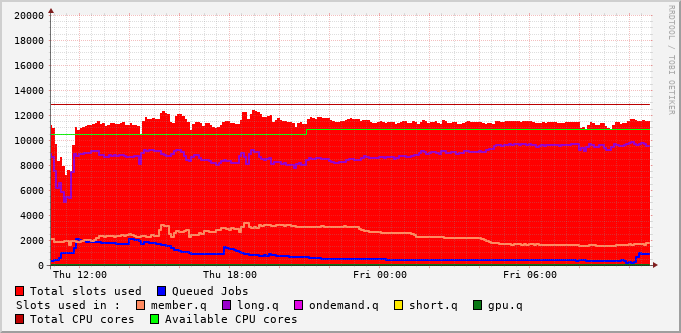 RRDTOOL / TOBI OETIKER
20000
18000
16000
14000
12000
10000
8000
6000
4000
2000
0
Thu 12:00 Thu 18:00 Fri 00:00 Fri 06:00
Total slots used Queued Jobs
Slots used in : member.q long.q ondemand.q short.q gpu.q
Total CPU cores Available CPU cores